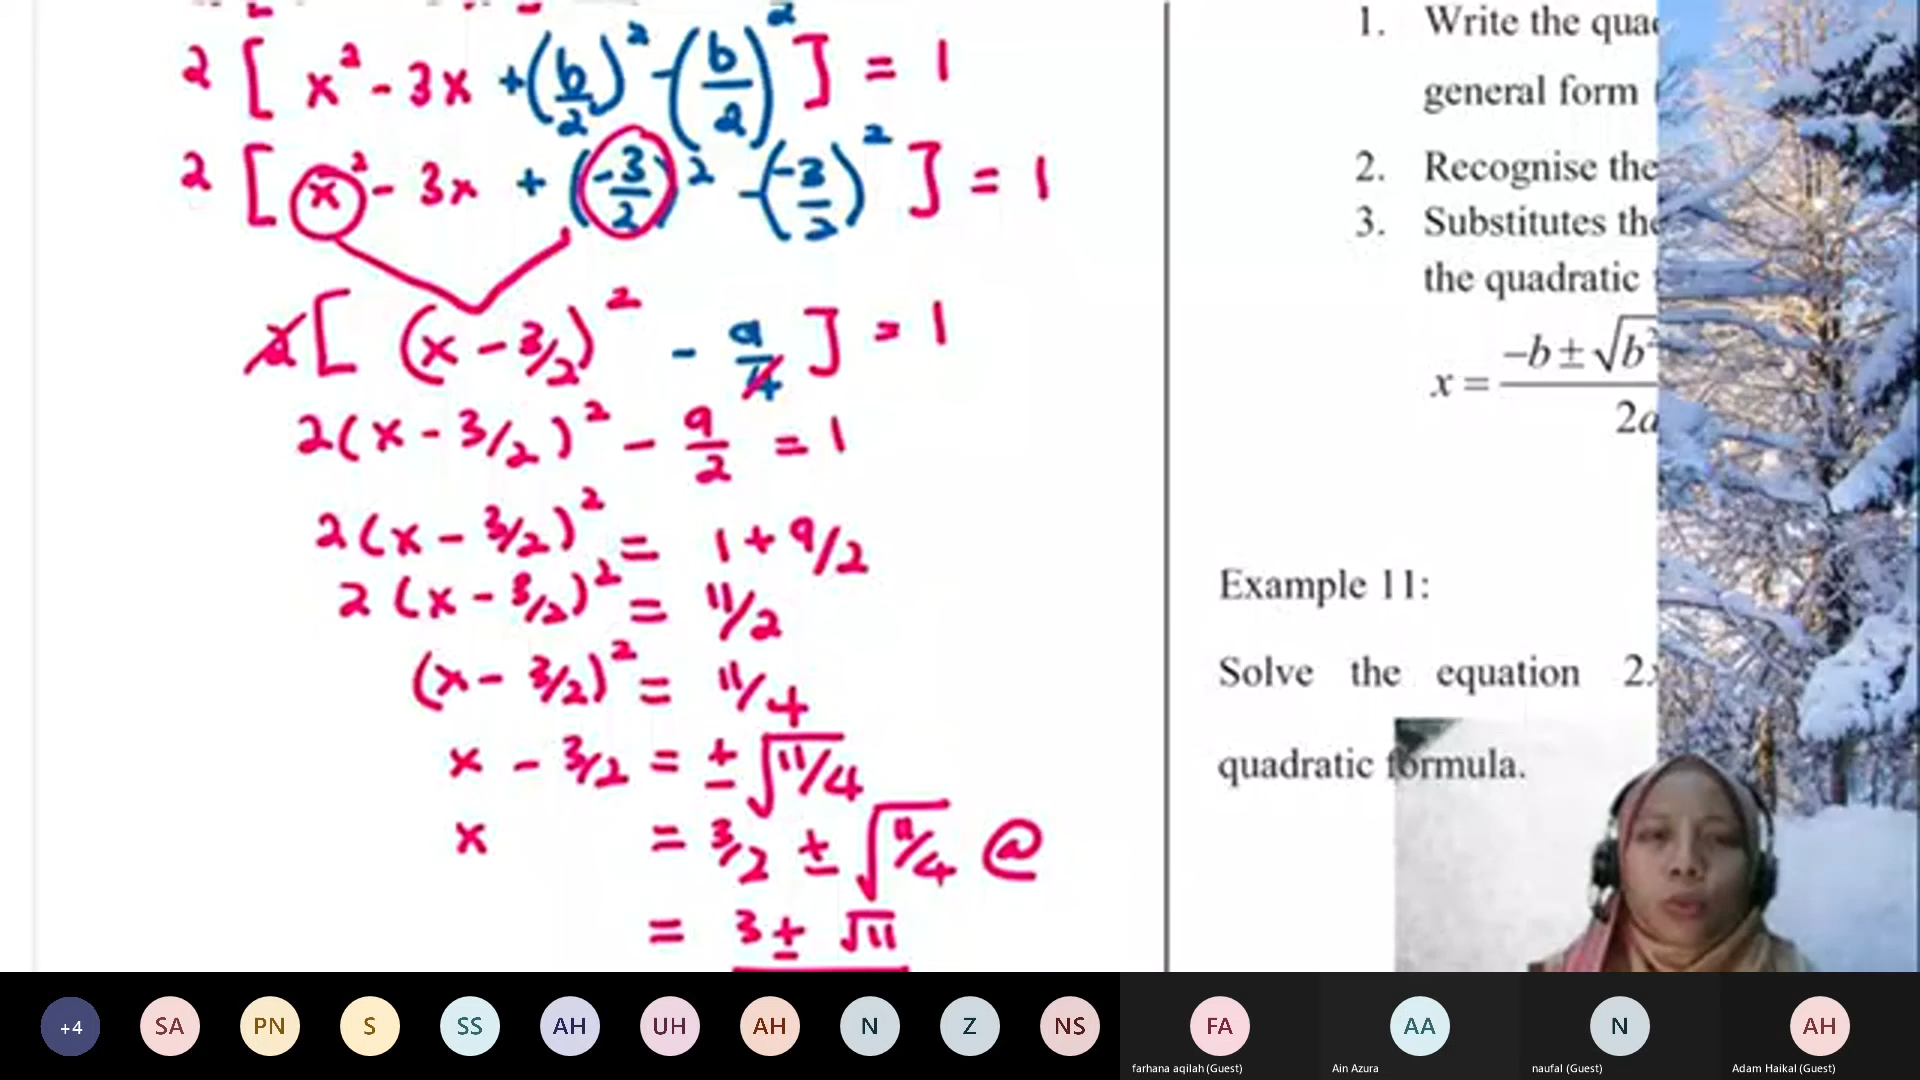 2 [ x² - 3x + (b/2)² - (b/2)² ] = 1
2 [ x² - 3x + (-3/2)² - (-3/2)² ] = 1
2 [ (x - 3/2)² - 9/4 ] = 1
2(x - 3/2)² - 9/2 = 1
2(x - 3/2)² = 1 + 9/2
2(x - 3/2)² = 11/2
(x - 3/2)² = 11/4
x - 3/2 = ± √11/4
x = 3/2 ± √11/4 @
= 3 ± √11
1. Write the qua
general form
2. Recognise the
3. Substitutes the
the quadratic
x = -b ± √b²
2a
Example 11:
Solve the equation 2x
quadratic formula.
+4 SA PN S SS AH UH AH N Z NS FA AA N AH
farhana aqilah (Guest) Ain Azura naufal (Guest) Adam Haikal (Guest)